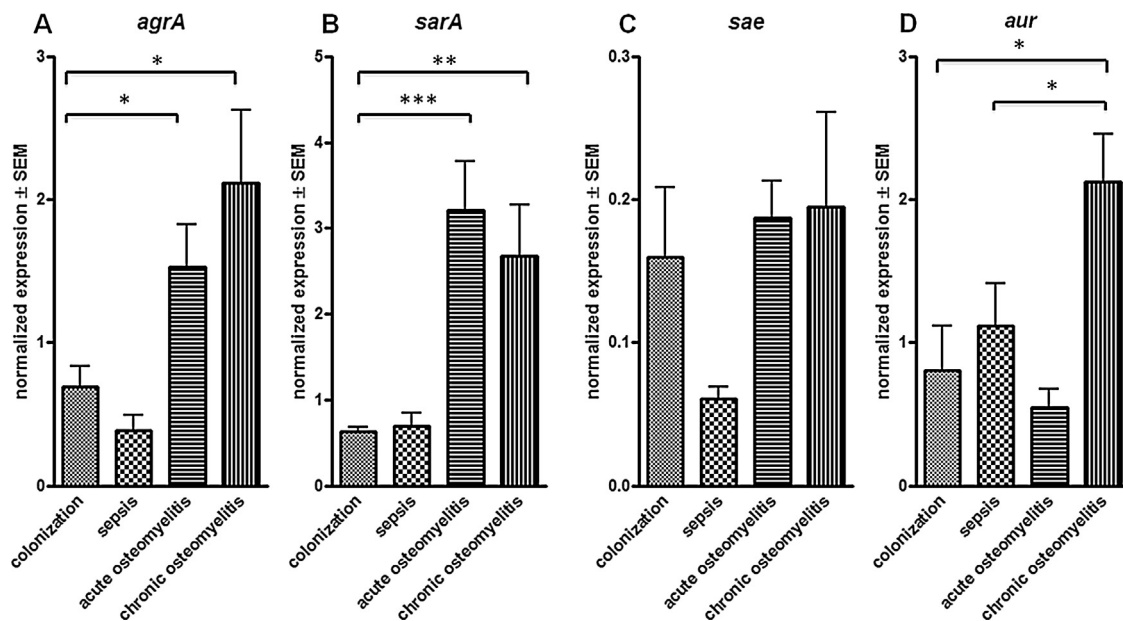 A agrA
normalized expression ± SEM
3
2
1
0
*
*
colonization
sepsis
acute osteomyelitis
chronic osteomyelitis
B sarA
normalized expression ± SEM
5
4
3
2
1
0
**
***
colonization
sepsis
acute osteomyelitis
chronic osteomyelitis
C sae
normalized expression ± SEM
0.3
0.2
0.1
0.0
colonization
sepsis
acute osteomyelitis
chronic osteomyelitis
D aur
normalized expression ± SEM
3
2
1
0
*
*
colonization
sepsis
acute osteomyelitis
chronic osteomyelitis